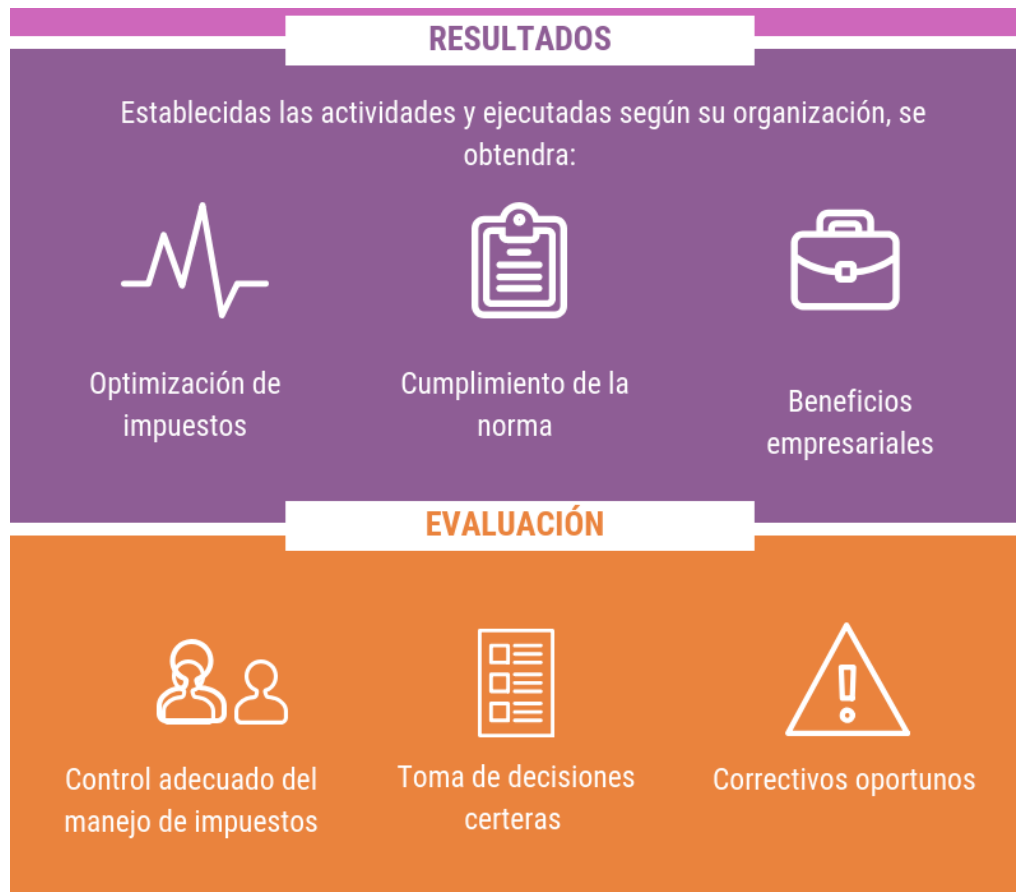 RESULTADOS
Establecidas las actividades y ejecutadas según su organización, se
obtendra:
Optimización de
impuestos
Cumplimiento de la
norma
Beneficios
empresariales
EVALUACIÓN
Control adecuado del
manejo de impuestos
Toma de decisiones
certeras
Correctivos oportunos